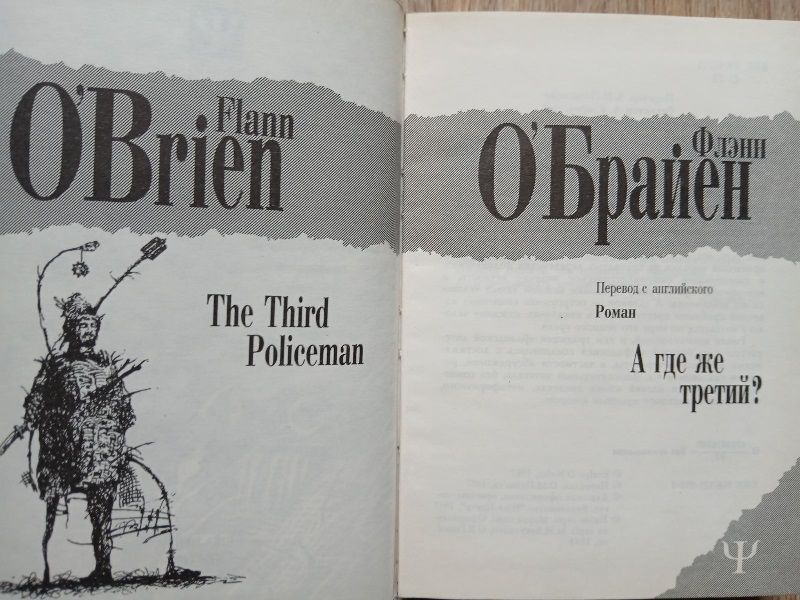 Flann
O'Brien
The Third
Policeman
Флэнн
О'Брайен
Перевод с английского
Роман
А где же
третий?
Ψ